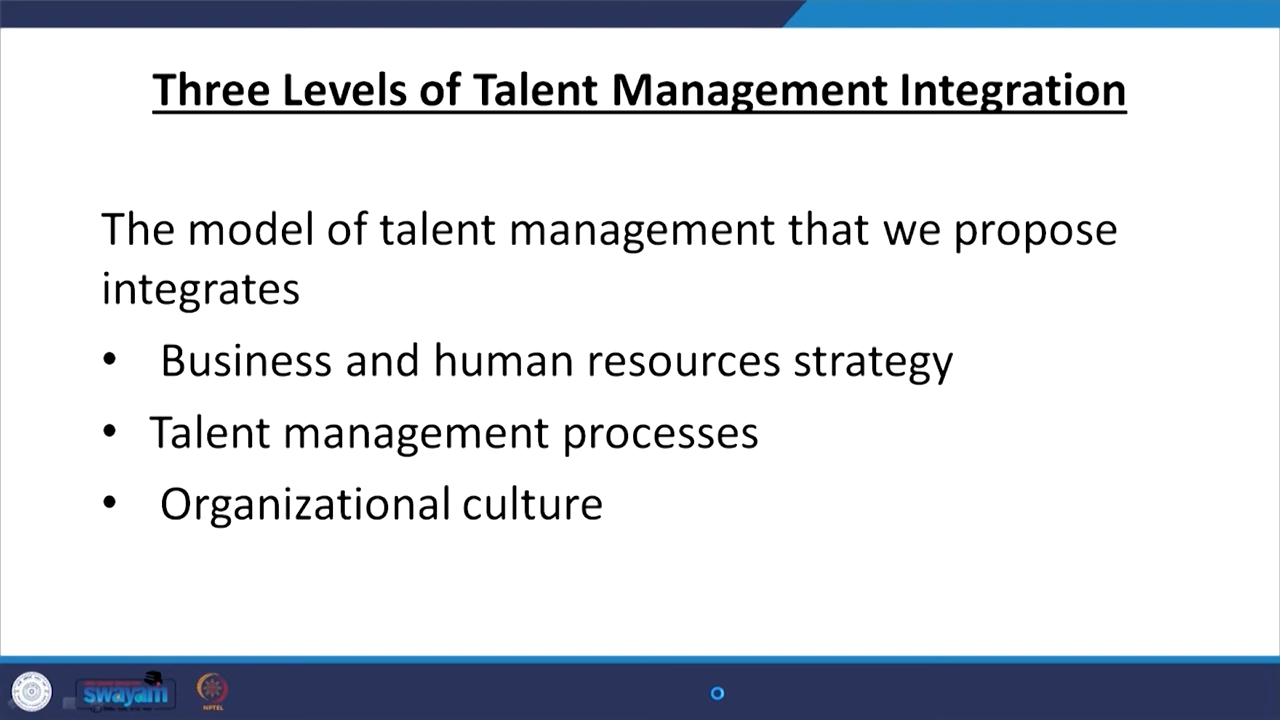 Three Levels of Talent Management Integration
The model of talent management that we propose
integrates
• Business and human resources strategy
• Talent management processes
• Organizational culture
swayam
NPTEL